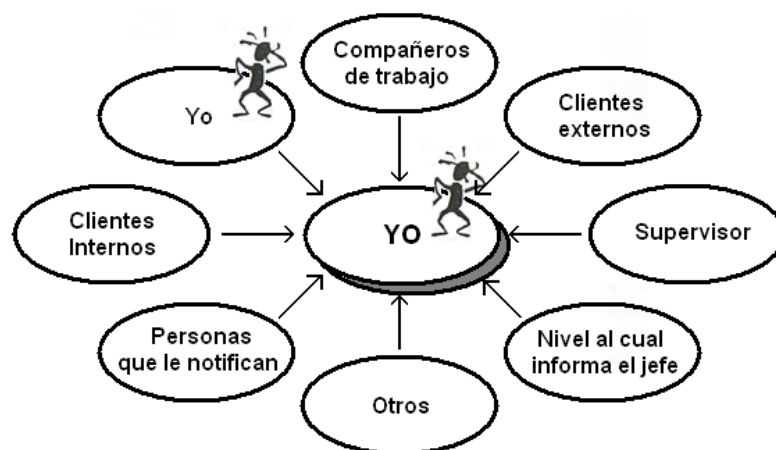 Compañeros
de trabajo
Yo
Clientes
externos
Clientes
Internos
YO
Supervisor
Personas
que le notifican
Nivel al cual
informa el jefe
Otros